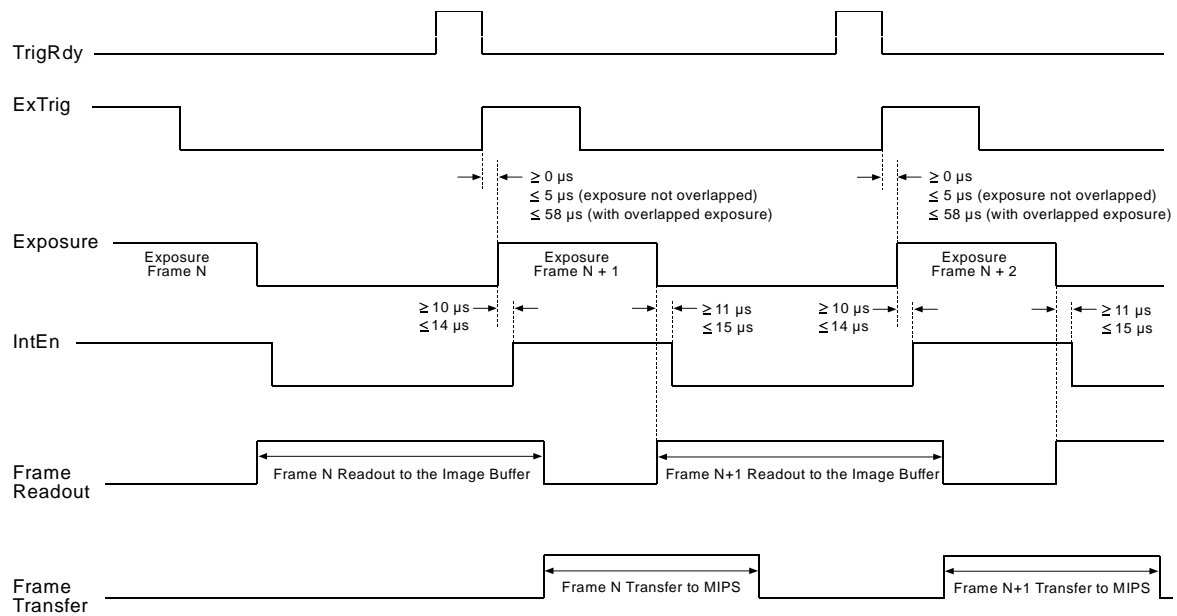 TrigRdy
ExTrig
≥ 0 µs
≤ 5 µs (exposure not overlapped)
≤ 58 µs (with overlapped exposure)
≥ 0 µs
≤ 5 µs (exposure not overlapped)
≤ 58 µs (with overlapped exposure)
Exposure
Exposure
Frame N
Exposure
Frame N + 1
Exposure
Frame N + 2
≥ 10 µs
≤ 14 µs
≥ 11 µs
≤ 15 µs
≥ 10 µs
≤ 14 µs
≥ 11 µs
≤ 15 µs
IntEn
Frame
Readout
Frame N Readout to the Image Buffer
Frame N+1 Readout to the Image Buffer
Frame
Transfer
Frame N Transfer to MIPS
Frame N+1 Transfer to MIPS